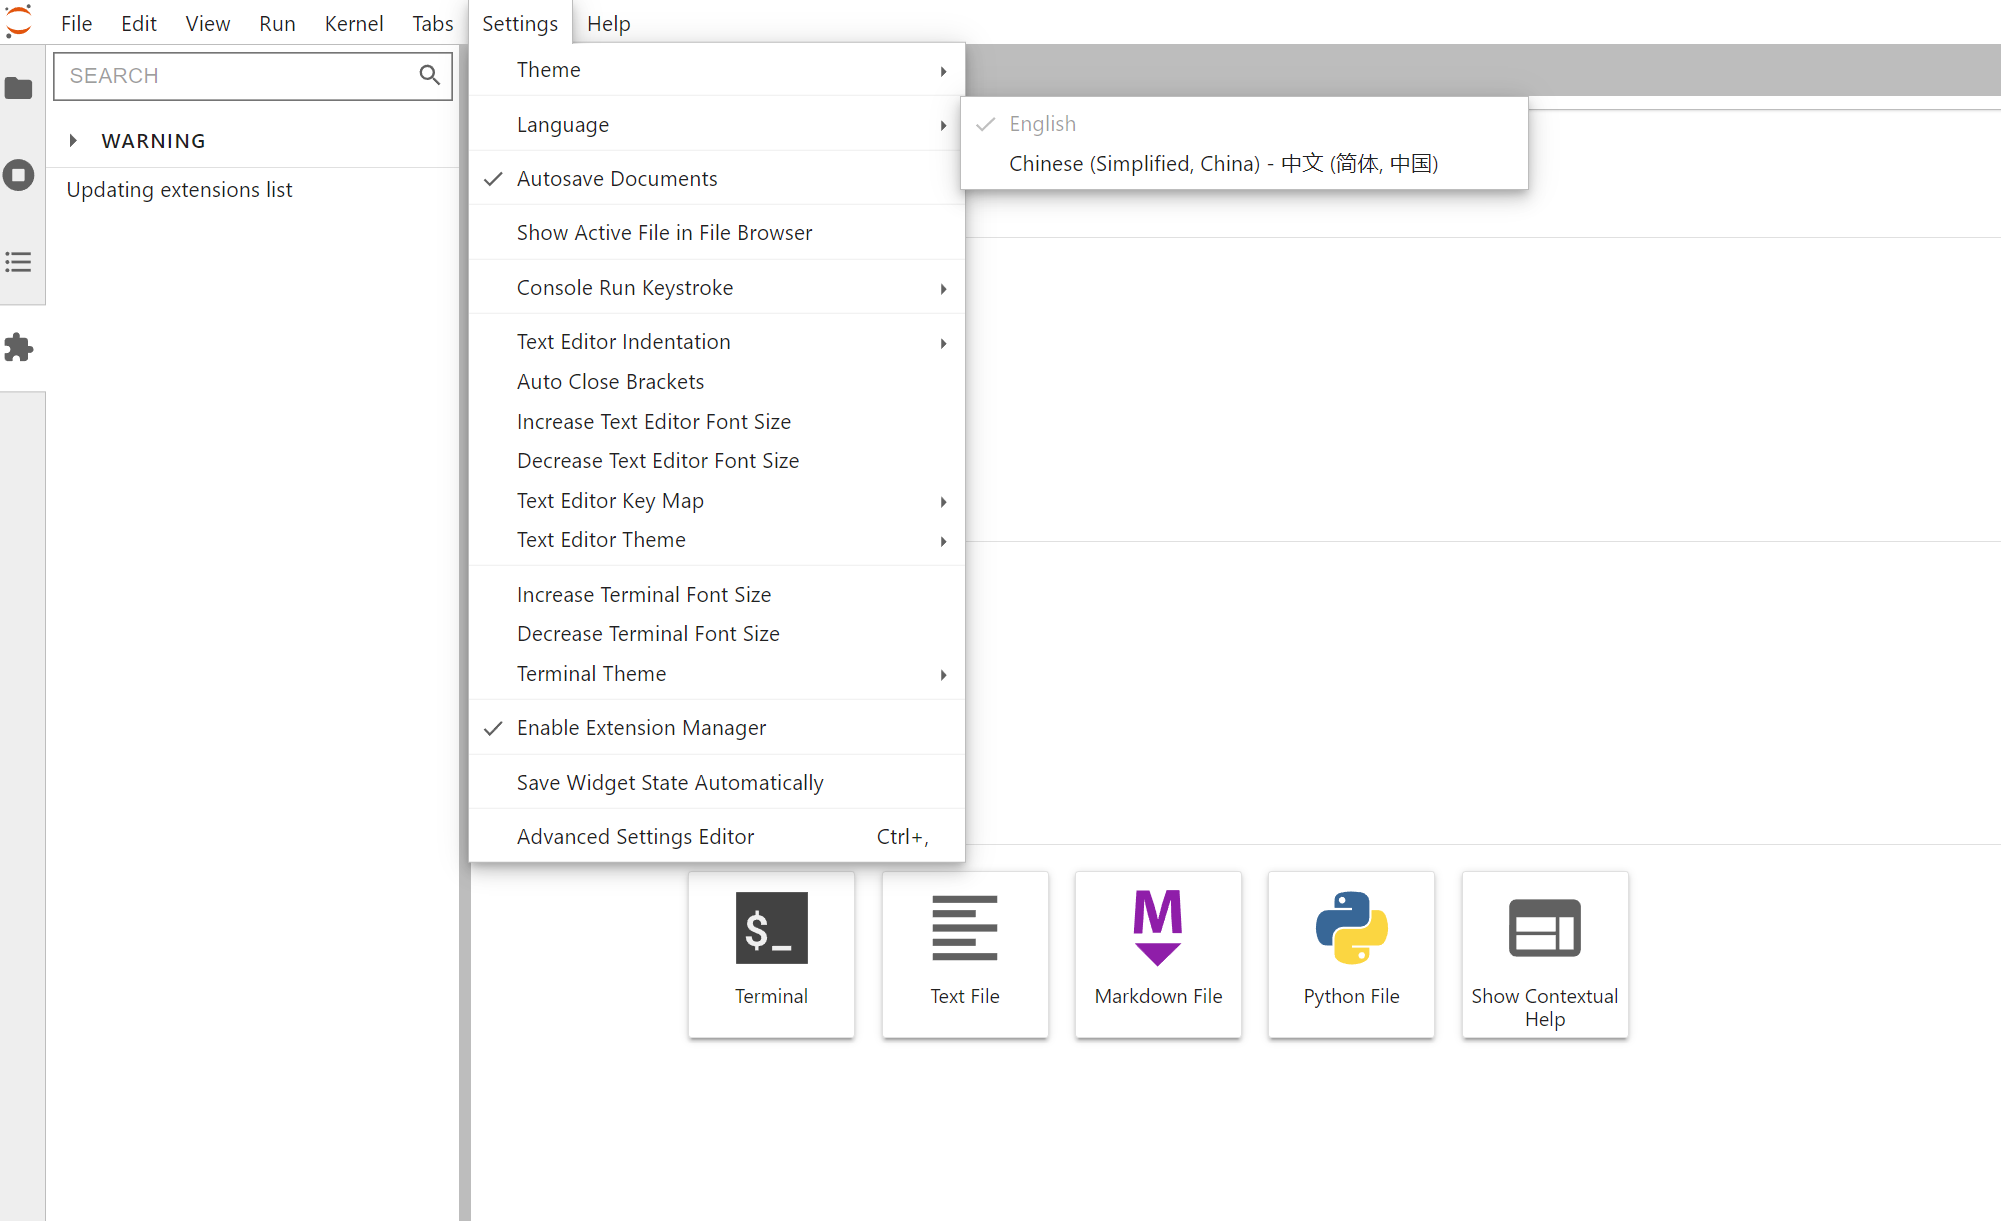 File Edit View Run Kernel Tabs Settings Help
SEARCH
WARNING
Updating extensions list
Theme
Language
Autosave Documents
Show Active File in File Browser
Console Run Keystroke
Text Editor Indentation
Auto Close Brackets
Increase Text Editor Font Size
Decrease Text Editor Font Size
Text Editor Key Map
Text Editor Theme
Increase Terminal Font Size
Decrease Terminal Font Size
Terminal Theme
Enable Extension Manager
Save Widget State Automatically
Advanced Settings Editor Ctrl+,
English
Chinese (Simplified, China) - 中文 (简体, 中国)
$_
Terminal
Text File
M
Markdown File
Python File
Show Contextual
Help